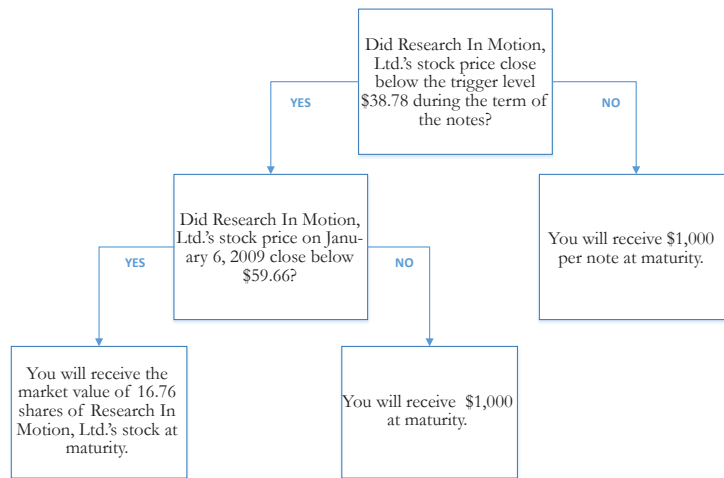 Did Research In Motion,
Ltd.'s stock price close
below the trigger level
$38.78 during the term of
the notes?
YES
NO
Did Research In Motion,
Ltd.'s stock price on Janu-
ary 6, 2009 close below
$59.66?
You will receive $1,000
per note at maturity.
YES
NO
You will receive the
market value of 16.76
shares of Research In
Motion, Ltd.'s stock at
maturity.
You will receive $1,000
at maturity.